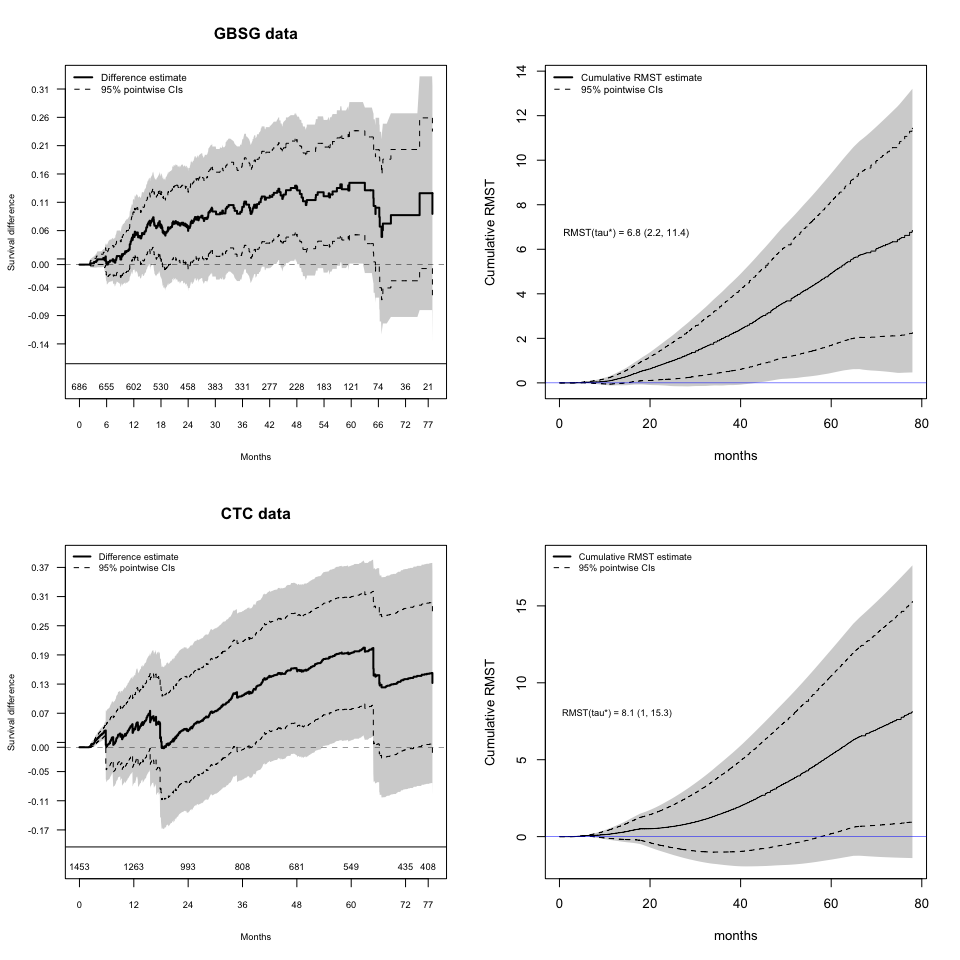 GBSG data
Difference estimate
95% pointwise CIs
Survival difference
0.31
0.26
0.21
0.16
0.11
0.06
0.00
-0.04
-0.09
-0.14
686 655 602 530 458 383 331 277 228 183 121 74 36 21
0 6 12 18 24 30 36 42 48 54 60 66 72 77
Months
Cumulative RMST estimate
95% pointwise CIs
Cumulative RMST
14
12
10
8
6
4
2
0
RMST(tau*) = 6.8 (2.2, 11.4)
0 20 40 60 80
months
CTC data
Difference estimate
95% pointwise CIs
Survival difference
0.37
0.31
0.25
0.19
0.13
0.07
0.00
-0.05
-0.11
-0.17
1453 1263 993 808 681 549 435 408
0 12 24 36 48 60 72 77
Months
Cumulative RMST estimate
95% pointwise CIs
Cumulative RMST
15
10
5
0
RMST(tau*) = 8.1 (1, 15.3)
0 20 40 60 80
months